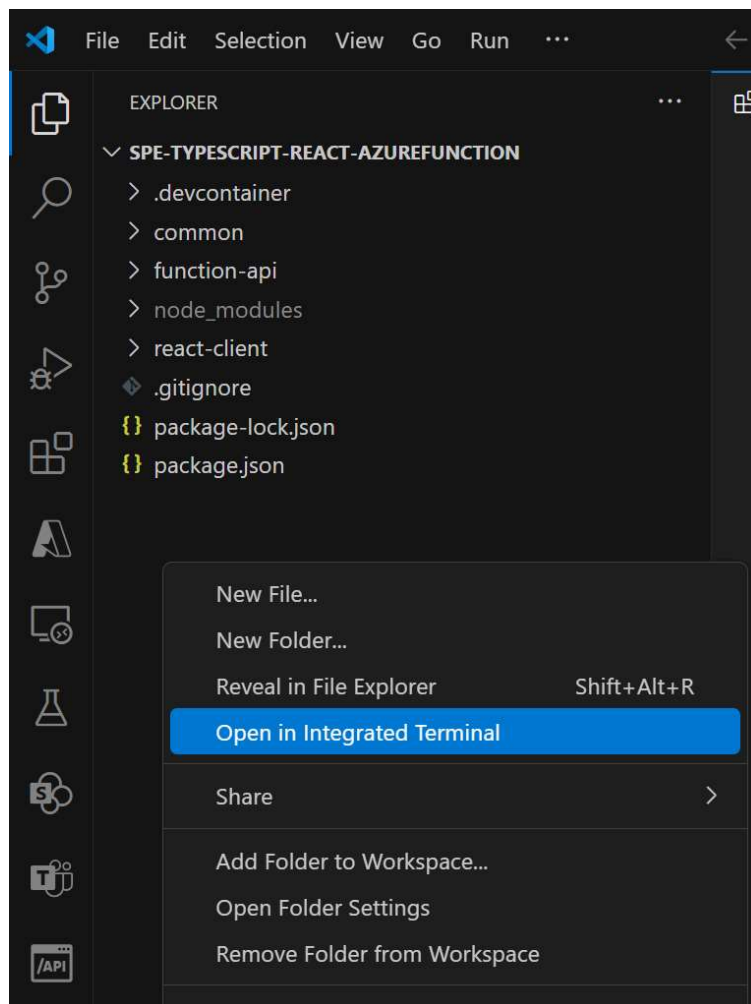 File Edit Selection View Go Run ...
EXPLORER ...
SPE-TYPESCRIPT-REACT-AZUREFUNCTION
.devcontainer
common
function-api
node_modules
react-client
.gitignore
{} package-lock.json
{} package.json
New File...
New Folder...
Reveal in File Explorer Shift+Alt+R
Open in Integrated Terminal
Share
Add Folder to Workspace...
Open Folder Settings
Remove Folder from Workspace
S
T
/API